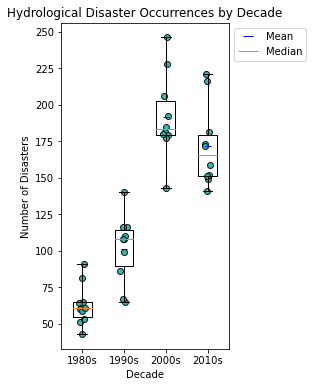 Hydrological Disaster Occurrences by Decade
250
225
200
175
150
125
100
75
50
Number of Disasters
1980s 1990s 2000s 2010s
Decade
Mean
Median